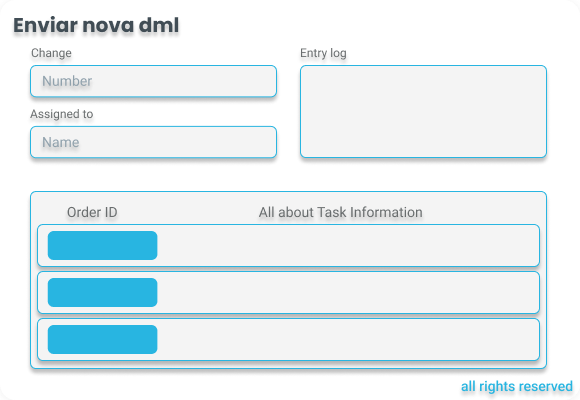 Enviar nova dml
Change
Number
Assigned to
Name
Entry log
Order ID
All about Task Information
all rights reserved